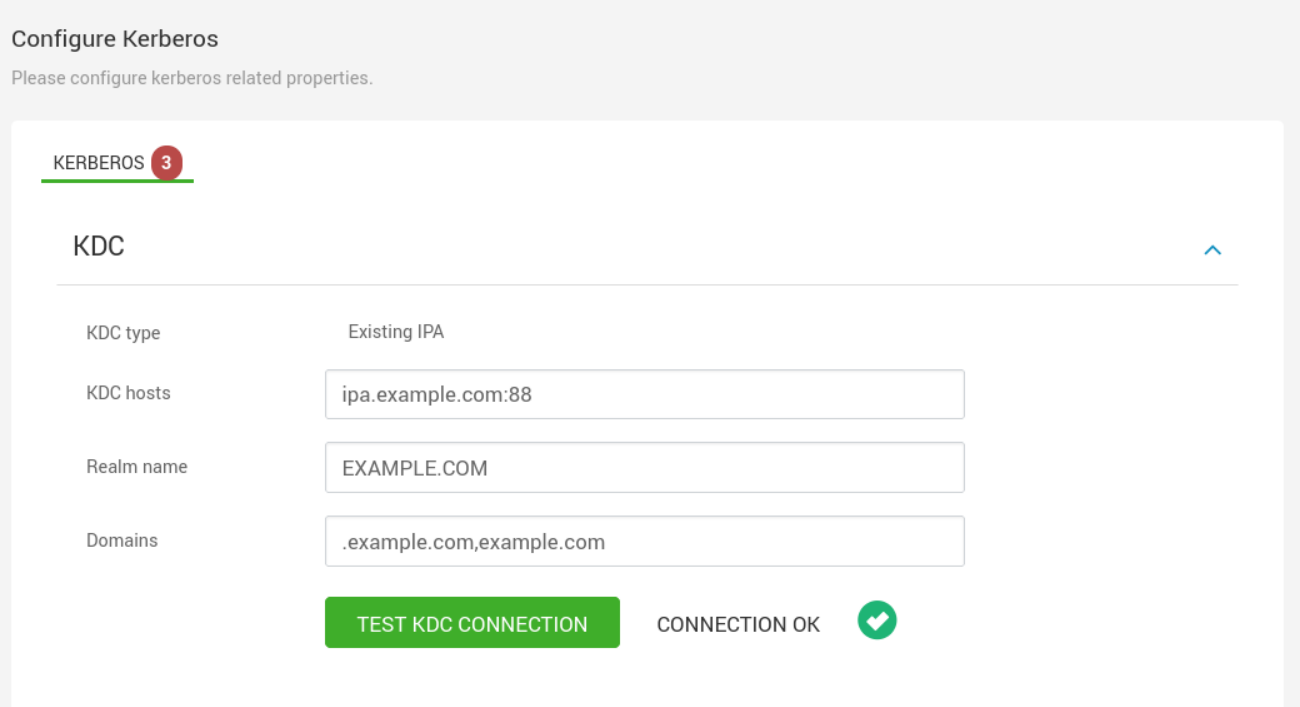 Configure Kerberos
Please configure kerberos related properties.
KERBEROS 3
KDC
KDC type Existing IPA
KDC hosts ipa.example.com:88
Realm name EXAMPLE.COM
Domains .example.com,example.com
TEST KDC CONNECTION CONNECTION OK